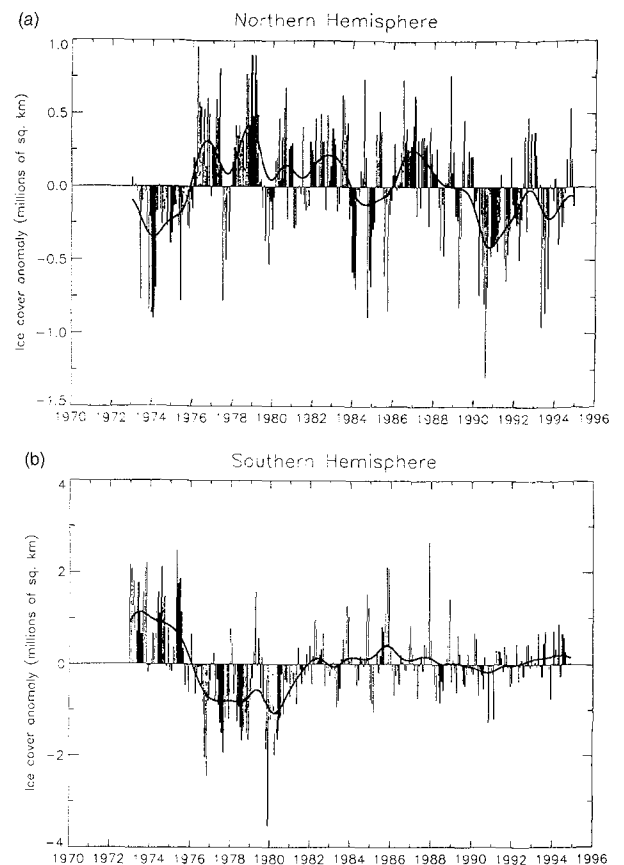 (a) Northern Hemisphere
1.0
0.5
0.0
-0.5
-1.0
-1.5
Ice cover anomaly (millions of sq. km)
1970 1972 1974 1976 1978 1980 1982 1984 1986 1988 1990 1992 1994 1996
(b) Southern Hemisphere
4
2
0
-2
-4
Ice cover anomaly (millions of sq. km)
1970 1972 1974 1976 1978 1980 1982 1984 1986 1988 1990 1992 1994 1996